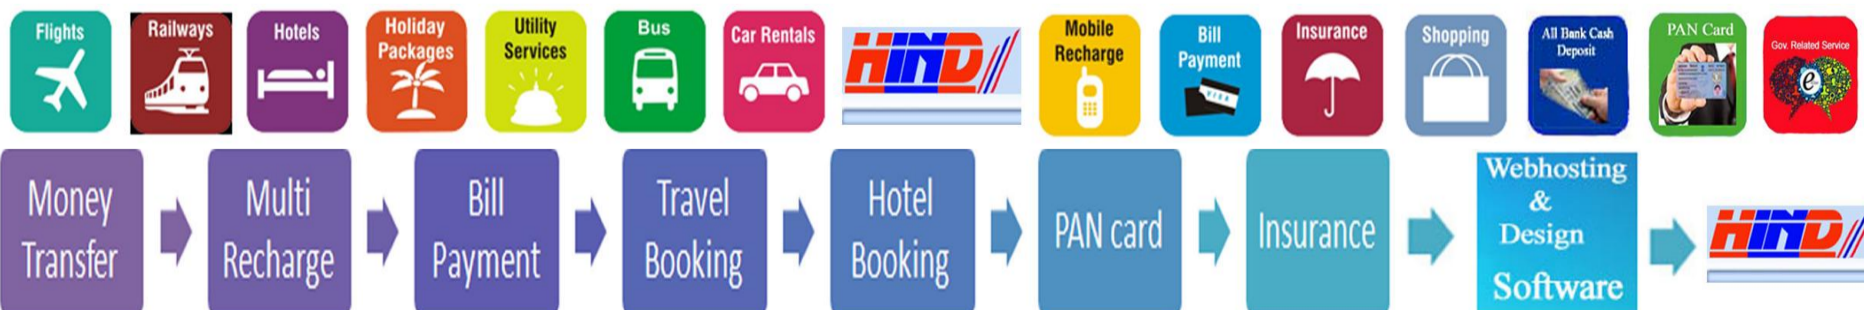 Flights
Railways
Hotels
Holiday
Packages
Utility
Services
Bus
Car Rentals
HIND
Mobile
Recharge
Bill
Payment
VISA
Insurance
Shopping
All Bank Cash
Deposit
PAN Card
Gov. Related Service
e
Money
Transfer
Multi
Recharge
Bill
Payment
Travel
Booking
Hotel
Booking
PAN card
Insurance
Webhosting
&
Design
Software
HIND